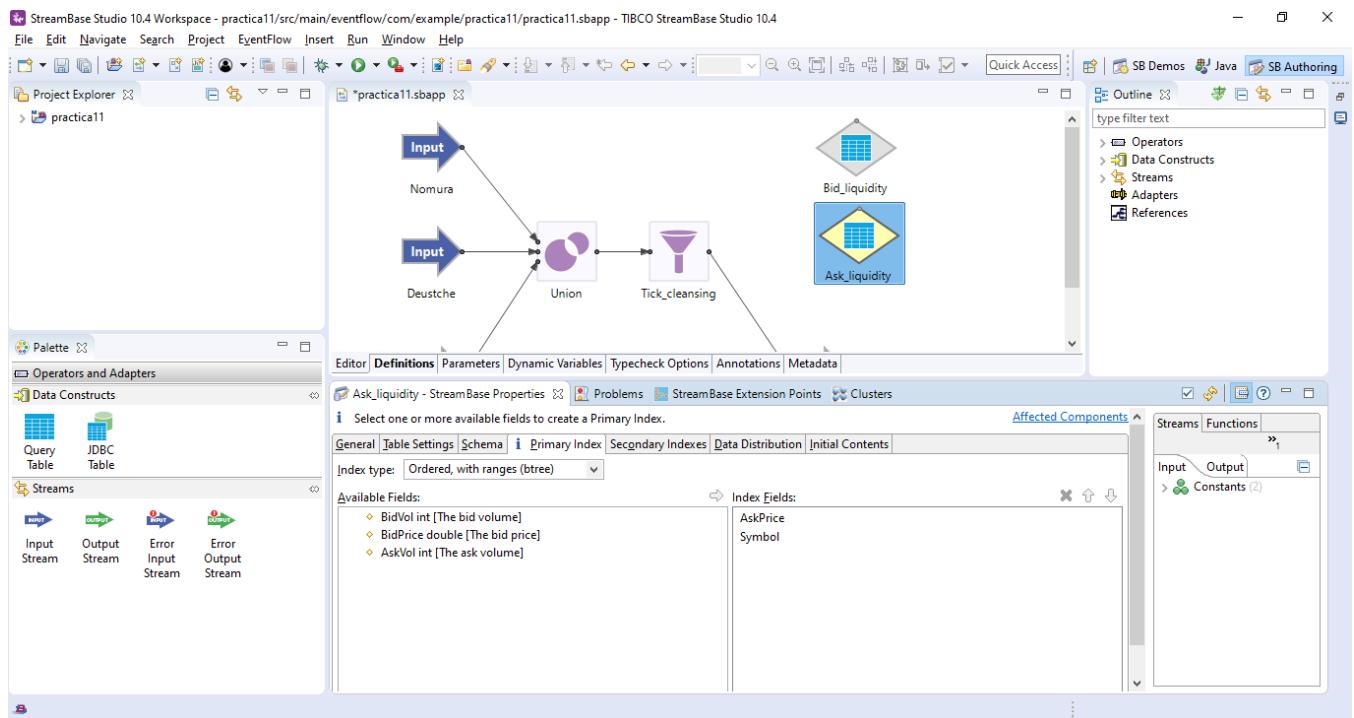 StreamBase Studio 10.4 Workspace - practica11/src/main/eventflow/com/example/practica11/practica11.sbapp - TIBCO StreamBase Studio 10.4
File Edit Navigate Search Project EventFlow Insert Run Window Help
Quick Access SB Demos Java SB Authoring
Project Explorer
practica11
*practica11.sbapp
Input
Nomura
Input
Deustche
Union
Tick_cleansing
Bid_liquidity
Ask_liquidity
Editor Definitions Parameters Dynamic Variables Typecheck Options Annotations Metadata
Outline
type filter text
Operators
Data Constructs
Streams
Adapters
References
Palette
Operators and Adapters
Data Constructs
Query Table
JDBC Table
Streams
INPUT
OUTPUT
INPUT
OUTPUT
Input Stream
Output Stream
Error Input Stream
Error Output Stream
Ask_liquidity - StreamBase Properties Problems StreamBase Extension Points Clusters
Select one or more available fields to create a Primary Index.
Affected Components
General Table Settings Schema Primary Index Secondary Indexes Data Distribution Initial Contents
Index type: Ordered, with ranges (btree)
Available Fields:
BidVol int [The bid volume]
BidPrice double [The bid price]
AskVol int [The ask volume]
Index Fields:
AskPrice
Symbol
Streams Functions
»1
Input Output
Constants (2)